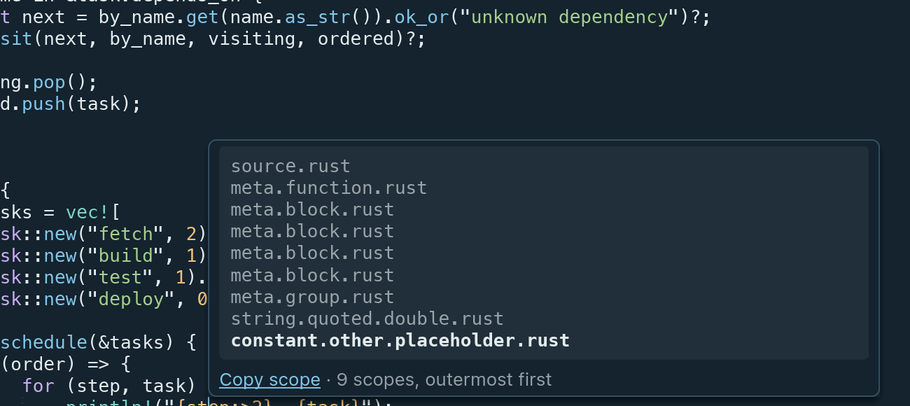 t next = by_name.get(name.as_str()).ok_or("unknown dependency")?;
sit(next, by_name, visiting, ordered)?;
ng.pop();
d.push(task);
{
sks = vec![
sk::new("fetch", 2)
sk::new("build", 1)
sk::new("test", 1).
sk::new("deploy", 0
schedule(&tasks) {
(order) => {
for (step, task)
source.rust
meta.function.rust
meta.block.rust
meta.block.rust
meta.block.rust
meta.block.rust
meta.group.rust
string.quoted.double.rust
constant.other.placeholder.rust
Copy scope · 9 scopes, outermost first